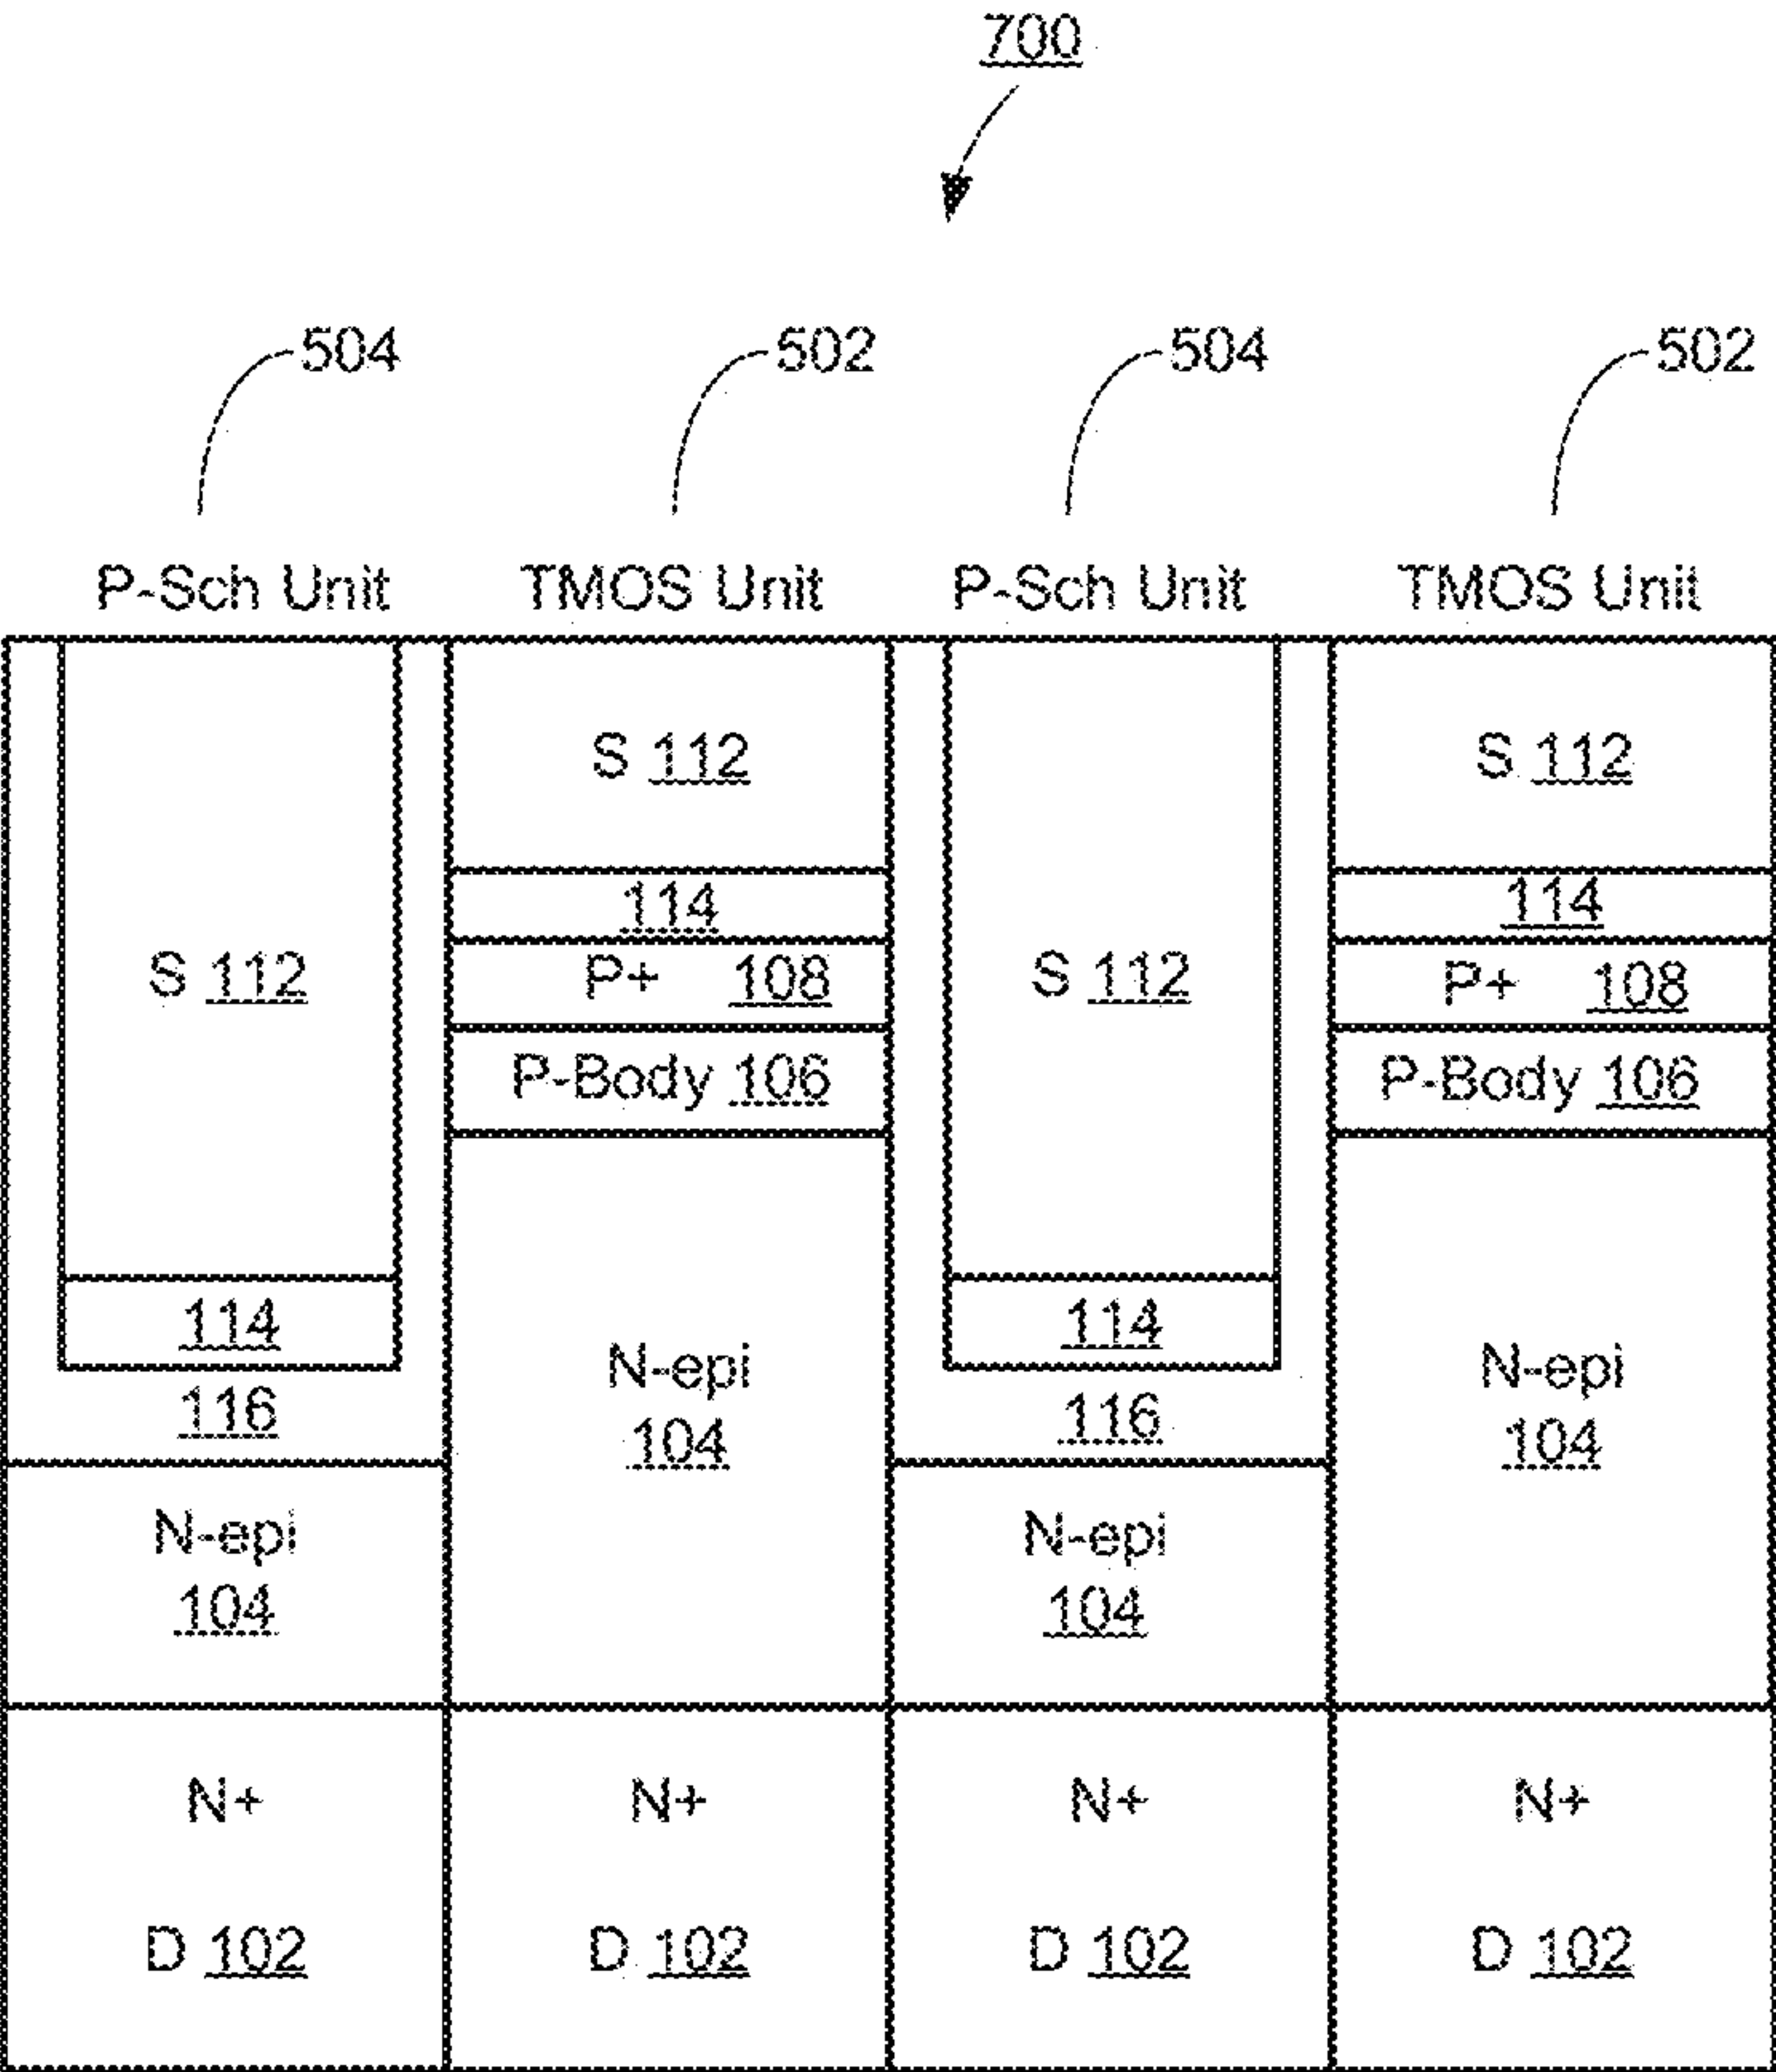 700
504
502
504
502
P-Sch Unit
TMOS Unit
P-Sch Unit
TMOS Unit
S 112
S 112
114
114
S 112
P+ 108
S 112
P+ 108
P-Body 106
P-Body 106
114
114
N-epi
104
N-epi
104
116
116
N-epi
104
N-epi
104
N+
N+
N+
N+
D 102
D 102
D 102
D 102